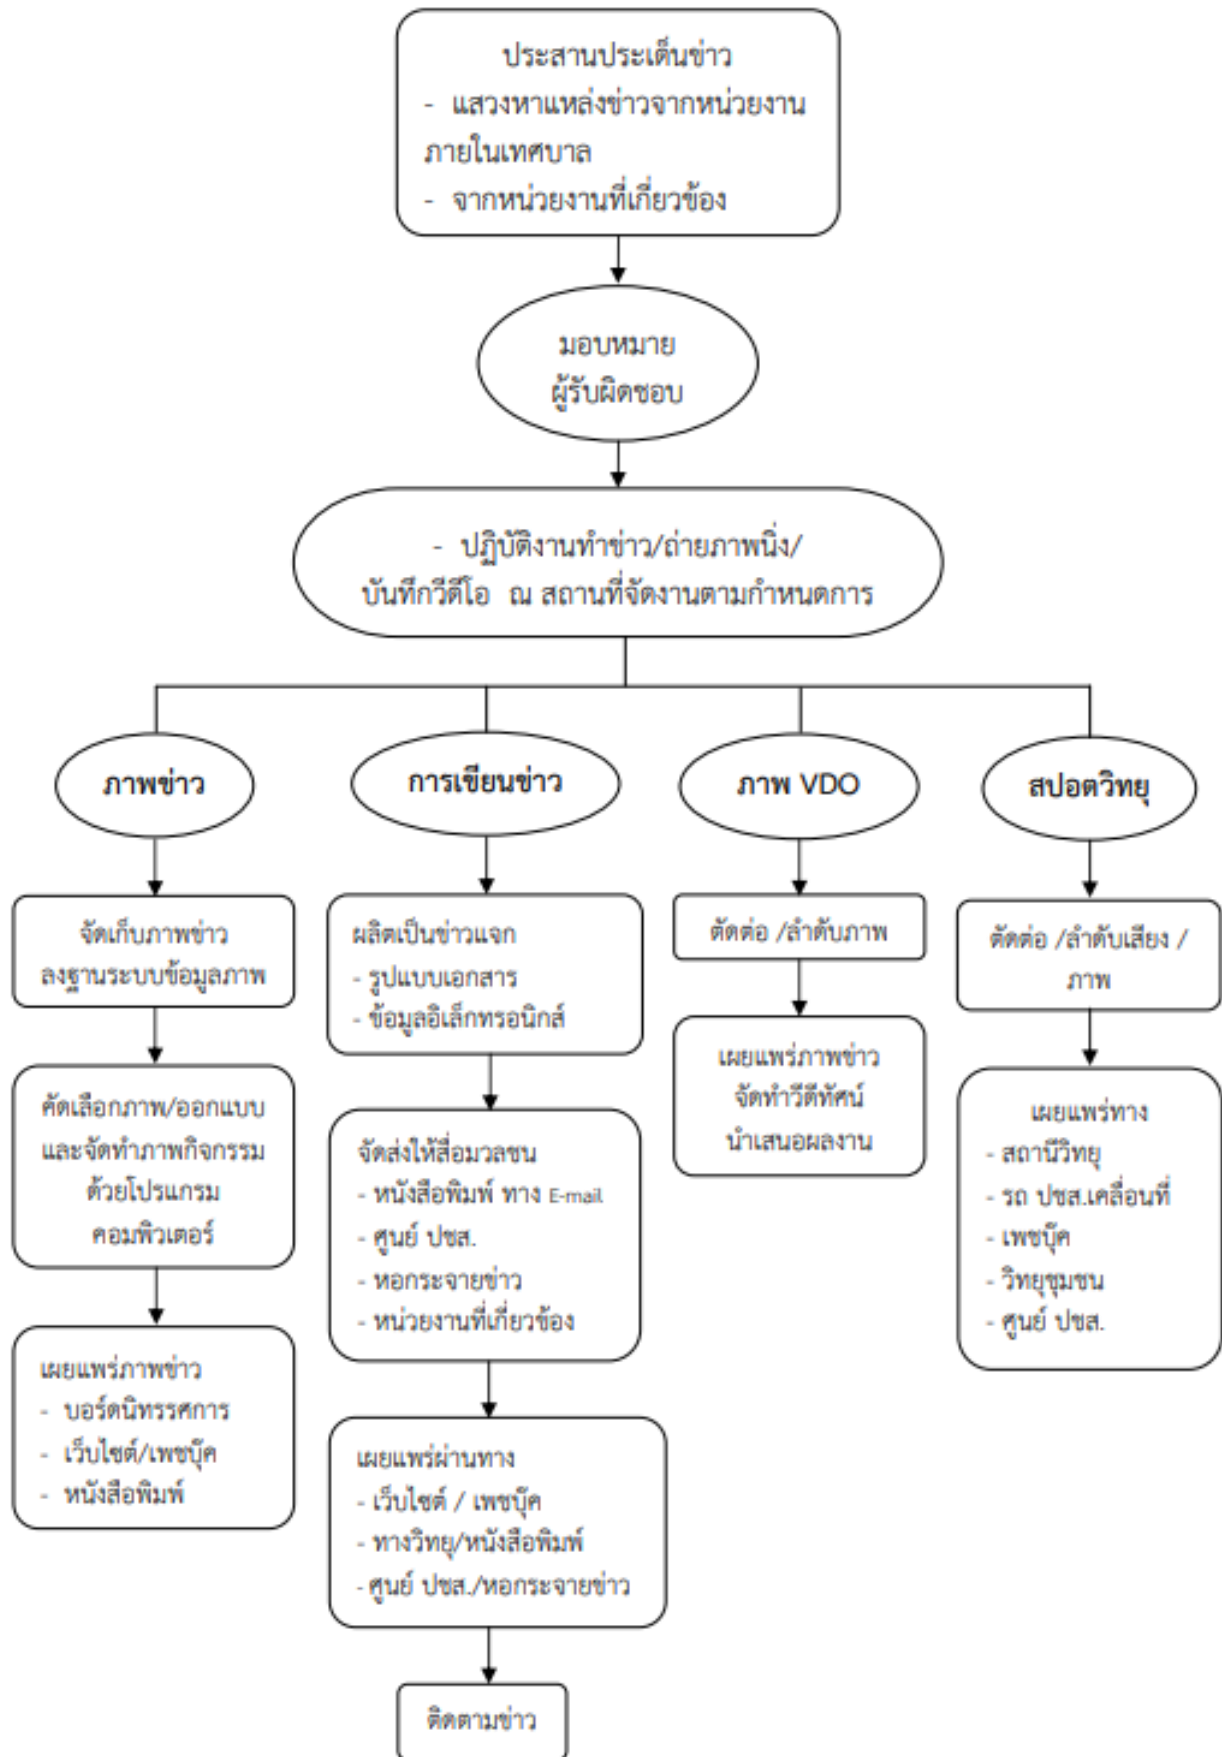 ประสานประเด็นข่าว
- แสวงหาแหล่งข่าวจากหน่วยงาน
ภายในเทศบาล
- จากหน่วยงานที่เกี่ยวข้อง
มอบหมาย
ผู้รับผิดชอบ
- ปฏิบัติงานทำข่าว/ถ่ายภาพนิ่ง/
บันทึกวีดีโอ ณ สถานที่จัดงานตามกำหนดการ
ภาพข่าว
จัดเก็บภาพข่าว
ลงฐานระบบข้อมูลภาพ
คัดเลือกภาพ/ออกแบบ
และจัดทำภาพกิจกรรม
ด้วยโปรแกรม
คอมพิวเตอร์
เผยแพร่ภาพข่าว
- บอร์ดนิทรรศการ
- เว็บไซต์/เพชบุ๊ค
- หนังสือพิมพ์
การเขียนข่าว
ผลิตเป็นข่าวแจก
- รูปแบบเอกสาร
- ข้อมูลอิเล็กทรอนิกส์
จัดส่งให้สื่อมวลชน
- หนังสือพิมพ์ ทาง E-mail
- ศูนย์ ปชส.
- หอกระจายข่าว
- หน่วยงานที่เกี่ยวข้อง
เผยแพร่ผ่านทาง
- เว็บไซต์ / เพชบุ๊ค
- ทางวิทยุ/หนังสือพิมพ์
- ศูนย์ ปชส./หอกระจายข่าว
ติดตามข่าว
ภาพ VDO
ตัดต่อ /ลำดับภาพ
เผยแพร่ภาพข่าว
จัดทำวีดีทัศน์
นำเสนอผลงาน
สปอตวิทยุ
ตัดต่อ /ลำดับเสียง /
ภาพ
เผยแพร่ทาง
- สถานีวิทยุ
- รถ ปชส.เคลื่อนที่
- เพชบุ๊ค
- วิทยุชุมชน
- ศูนย์ ปชส.